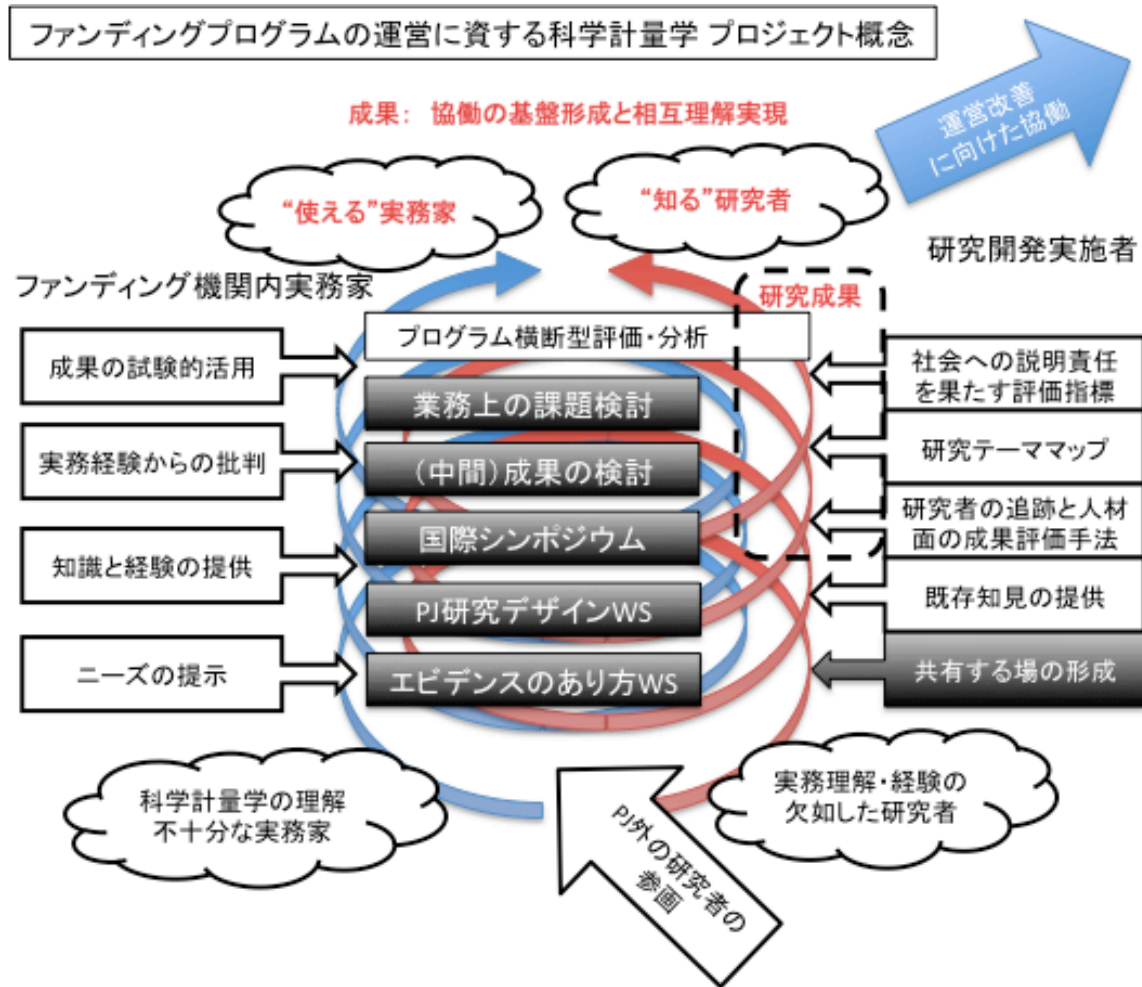 ファンディングプログラムの運営に資する科学計量学 プロジェクト概念
運営改善
に向けた協働
成果： 協働の基盤形成と相互理解実現
“使える”実務家
“知る”研究者
研究開発実施者
ファンディング機関内実務家
研究成果
プログラム横断型評価・分析
成果の試験的活用
社会への説明責任
を果たす評価指標
業務上の課題検討
実務経験からの批判
（中間）成果の検討
研究テーママップ
国際シンポジウム
研究者の追跡と人材
面の成果評価手法
知識と経験の提供
PJ研究デザインWS
既存知見の提供
ニーズの提示
エビデンスのあり方WS
共有する場の形成
科学計量学の理解
不十分な実務家
実務理解・経験の
欠如した研究者
PJ外の研究者の
参画